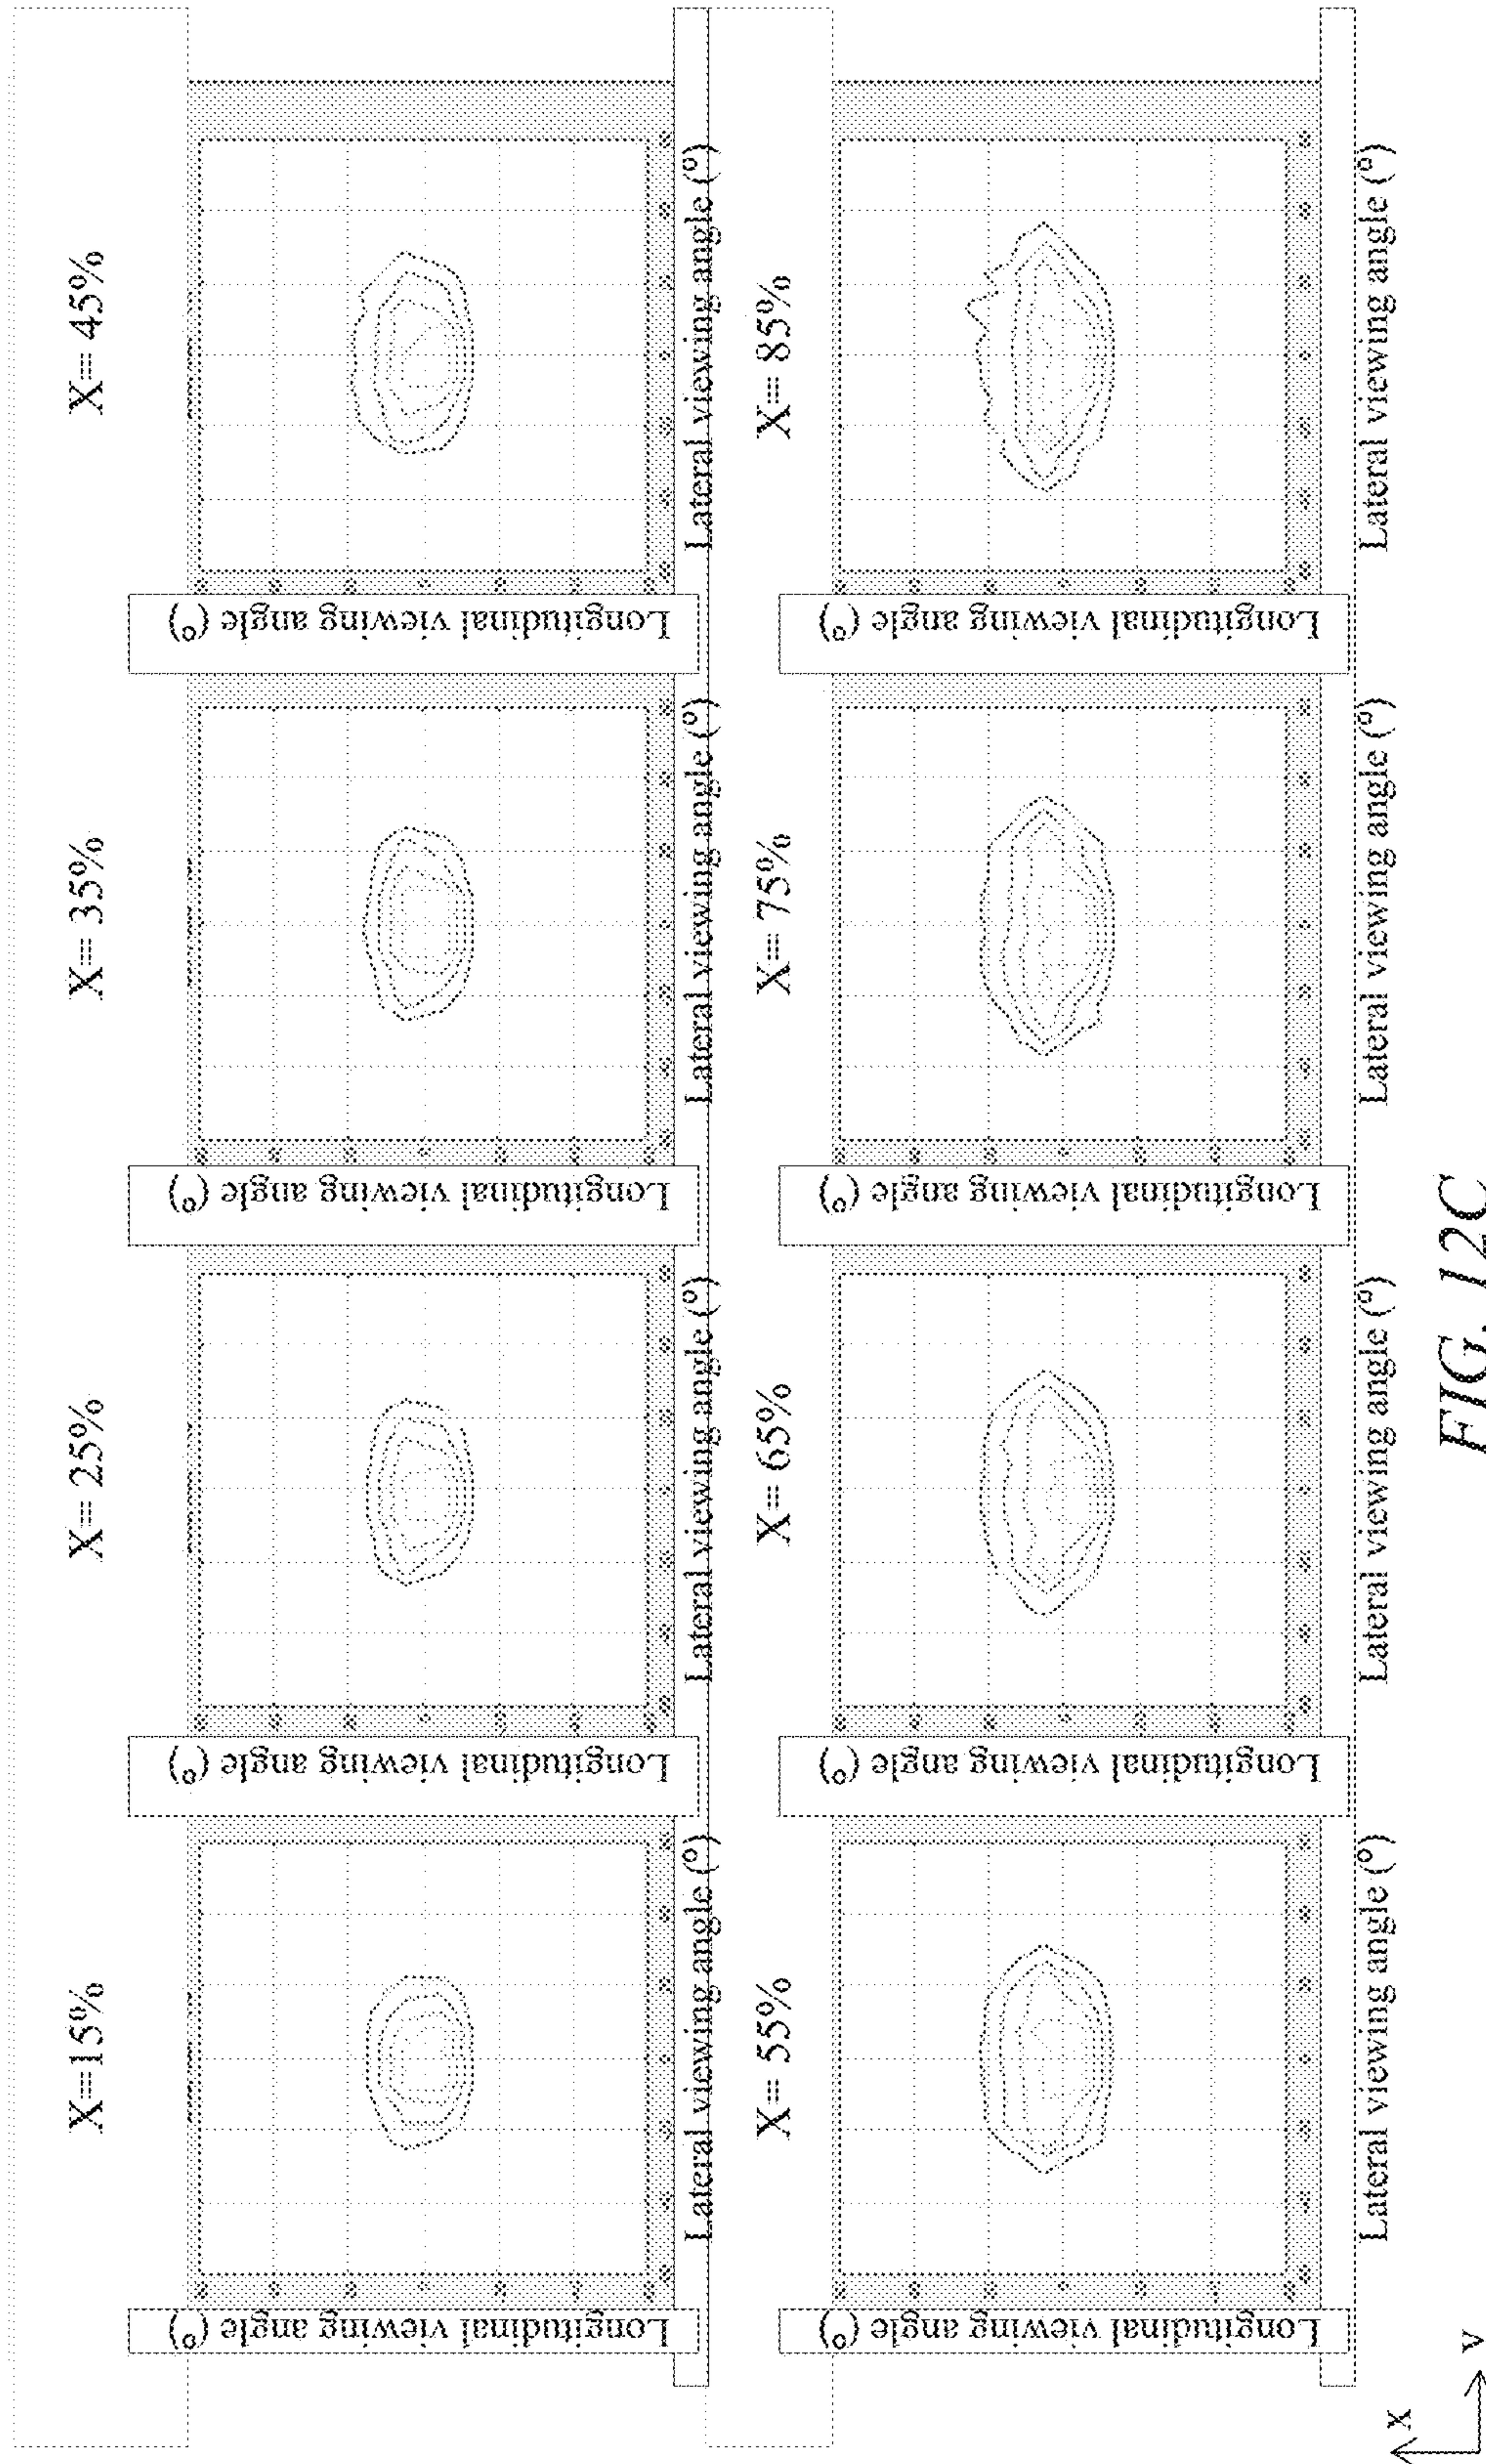 X=15%
X= 25%
X= 35%
X= 45%
Longitudinal viewing angle (°)
Longitudinal viewing angle (°)
Longitudinal viewing angle (°)
Longitudinal viewing angle (°)
Lateral viewing angle (°)
Lateral viewing angle (°)
Lateral viewing angle (°)
Lateral viewing angle (°)
X= 55%
X= 65%
X= 75%
X= 85%
Longitudinal viewing angle (°)
Longitudinal viewing angle (°)
Longitudinal viewing angle (°)
Longitudinal viewing angle (°)
Lateral viewing angle (°)
Lateral viewing angle (°)
Lateral viewing angle (°)
Lateral viewing angle (°)
X
FIG. 12C